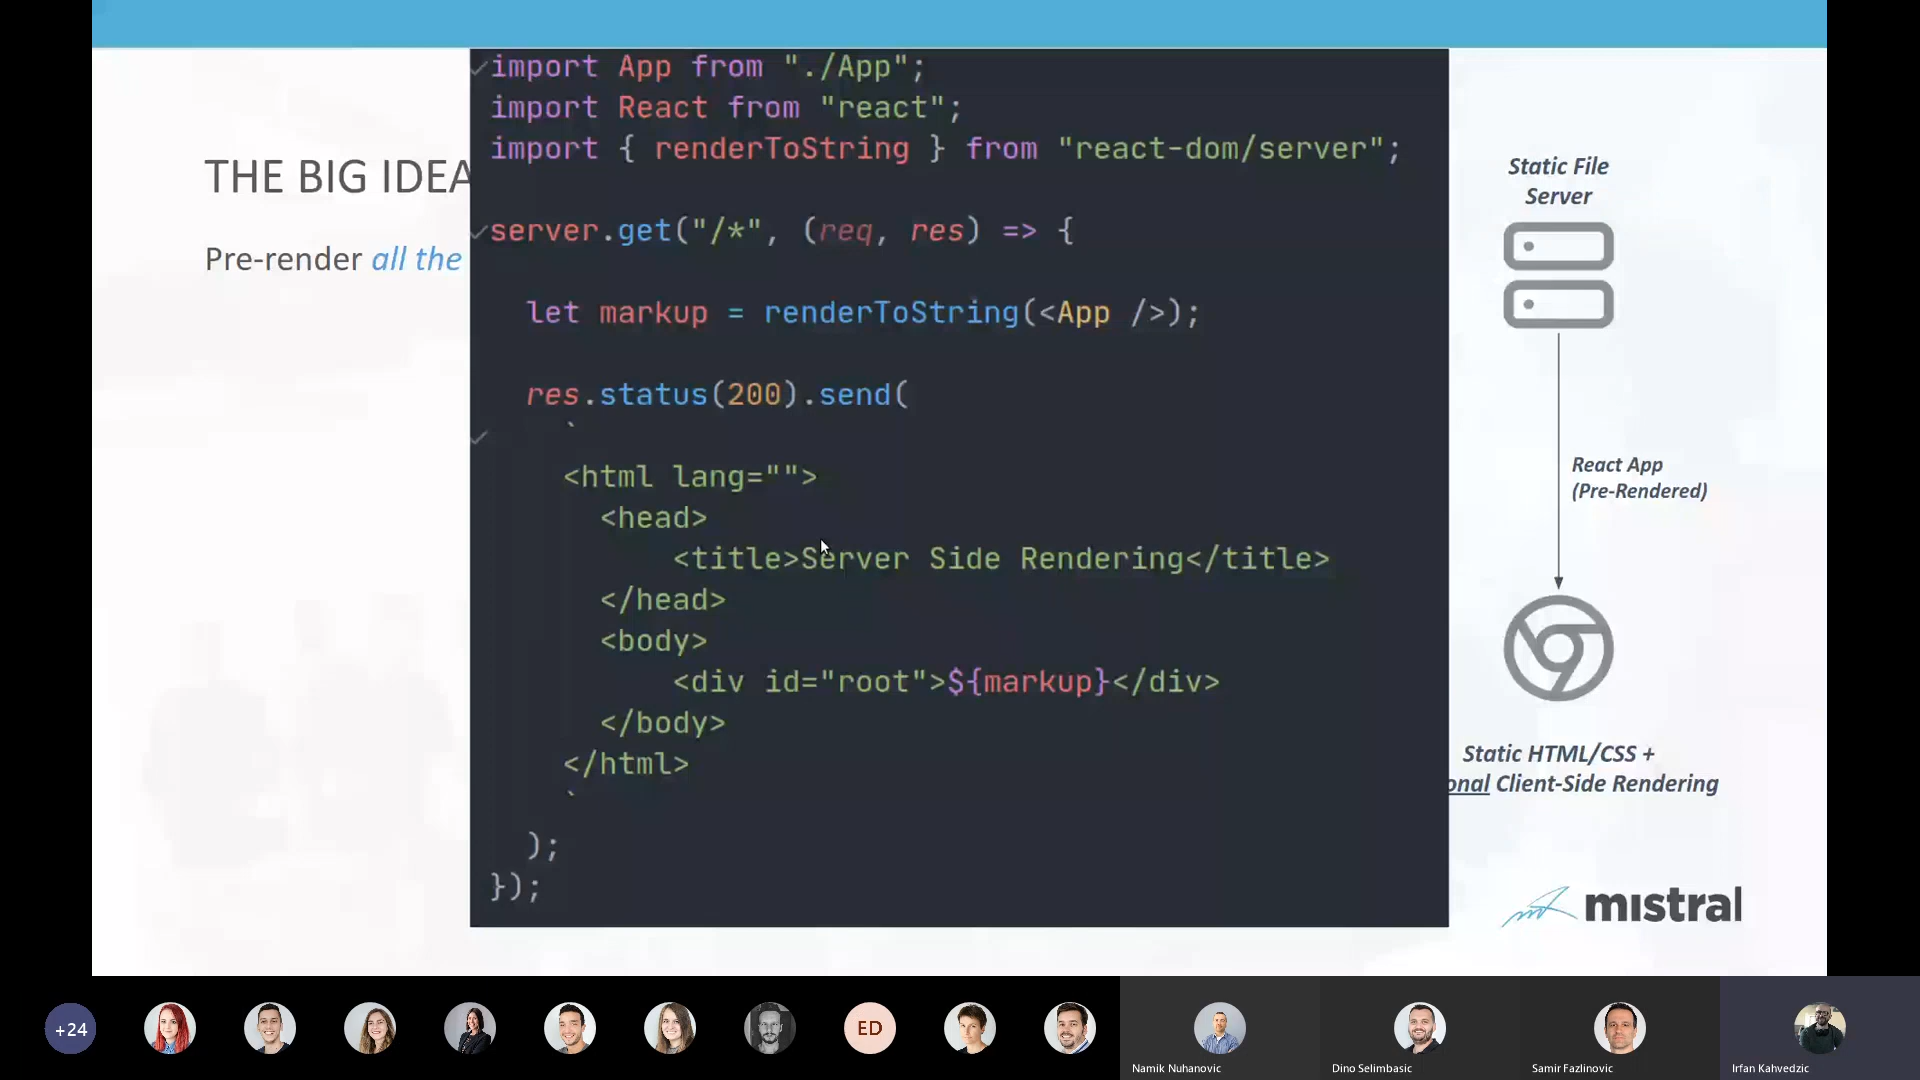 THE BIG IDEA
Pre-render all the
import App from "./App";
import React from "react";
import { renderToString } from "react-dom/server";
server.get("/*", (req, res) => {
let markup = renderToString(<App />);
res.status(200).send(
`
<html lang="">
<head>
<title>Server Side Rendering</title>
</head>
<body>
<div id="root">${markup}</div>
</body>
</html>
`
);
});
Static File
Server
React App
(Pre-Rendered)
Static HTML/CSS +
onal Client-Side Rendering
mistral
+24
ED
Namik Nuhanovic
Dino Selimbasic
Samir Fazlinovic
Irfan Kahvedzic